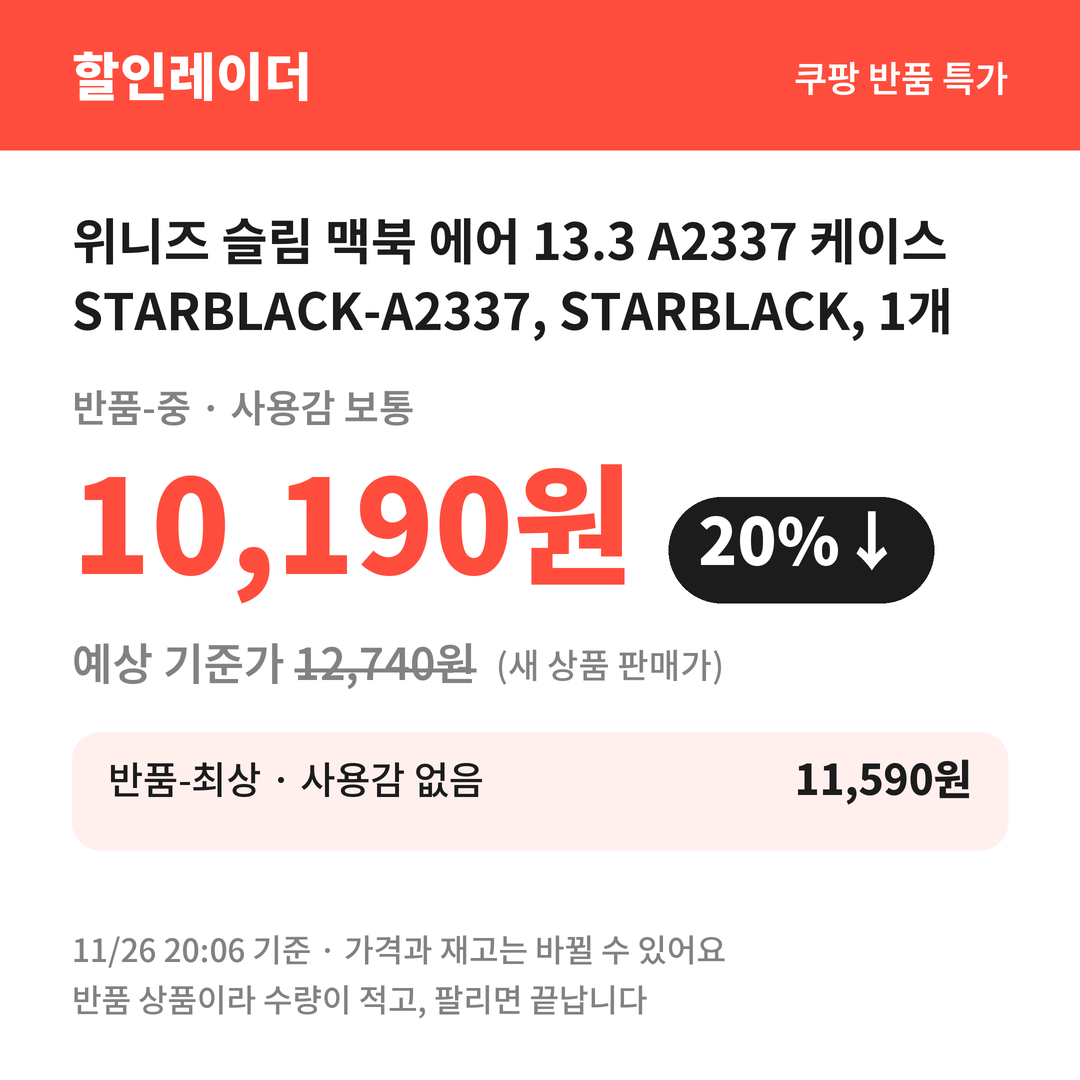 할인레이더
쿠팡 반품 특가
위니즈 슬림 맥북 에어 13.3 A2337 케이스
STARBLACK-A2337, STARBLACK, 1개
반품-중 · 사용감 보통
10,190원 20%↓
예상 기준가 12,740원 (새 상품 판매가)
반품-최상 · 사용감 없음 11,590원
11/26 20:06 기준 · 가격과 재고는 바뀔 수 있어요
반품 상품이라 수량이 적고, 팔리면 끝납니다